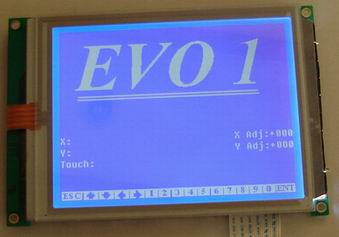 EVO 1
X: X Adj:+000
Y: Y Adj:+000
Touch:
ESC 1 2 3 4 5 6 7 8 9 0 ENT